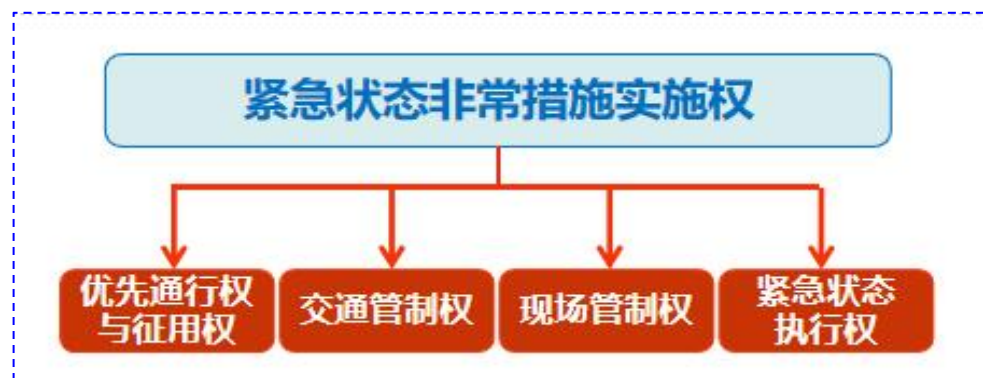 紧急状态非常措施实施权
优先通行权
与征用权
交通管制权
现场管制权
紧急状态
执行权